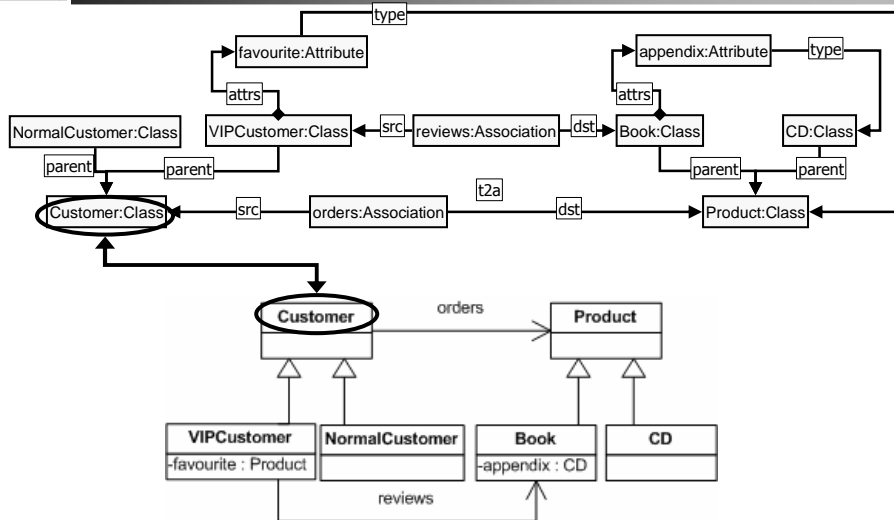 type
favourite:Attribute
appendix:Attribute
type
attrs
attrs
NormalCustomer:Class
VIPCustomer:Class
src
reviews:Association
dst
Book:Class
CD:Class
parent
parent
parent
parent
t2a
Customer:Class
src
orders:Association
dst
Product:Class
Customer
orders
Product
VIPCustomer
NormalCustomer
Book
CD
-favourite : Product
-appendix : CD
reviews